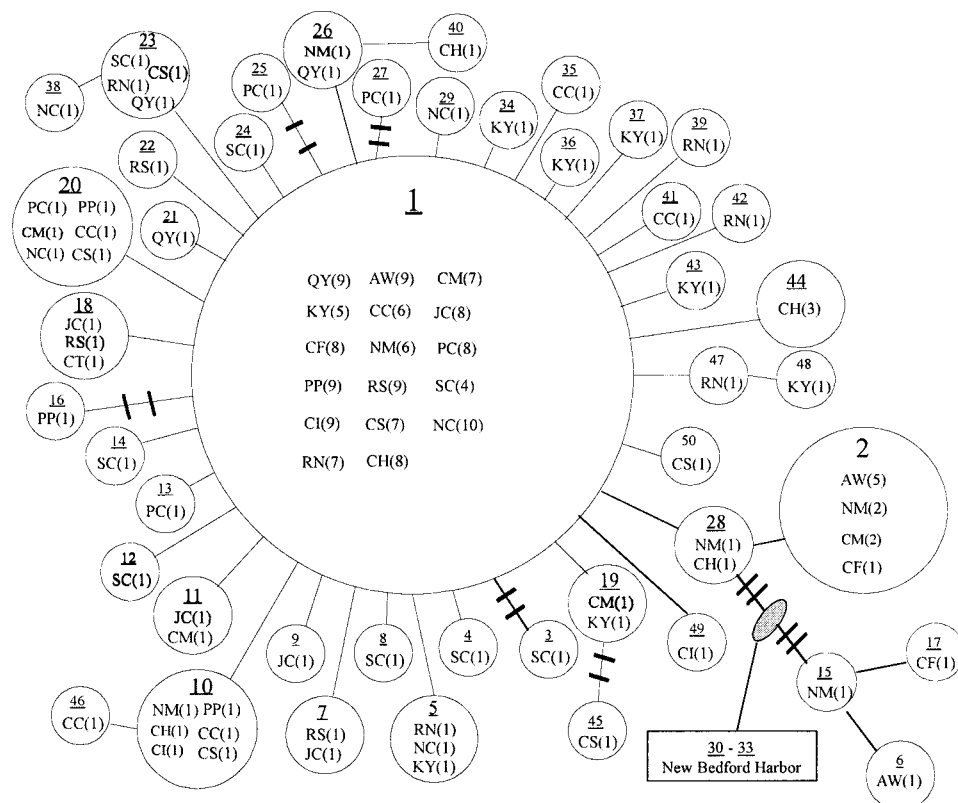 23
SC(1) CS(1)
RN(1)
QY(1)
38
NC(1)
22
RS(1)
20
PC(1) PP(1)
CM(1) CC(1)
NC(1) CS(1)
21
QY(1)
18
JC(1)
RS(1)
CT(1)
16
PP(1)
14
SC(1)
13
PC(1)
12
SC(1)
11
JC(1)
CM(1)
10
NM(1) PP(1)
CH(1) CC(1)
CI(1) CS(1)
46
CC(1)
9
JC(1)
7
RS(1)
JC(1)
8
SC(1)
5
RN(1)
NC(1)
KY(1)
4
SC(1)
3
SC(1)
19
CM(1)
KY(1)
45
CS(1)
49
CI(1)
24
SC(1)
25
PC(1)
26
NM(1)
QY(1)
40
CH(1)
27
PC(1)
29
NC(1)
34
KY(1)
35
CC(1)
36
KY(1)
37
KY(1)
39
RN(1)
41
CC(1)
42
RN(1)
43
KY(1)
44
CH(3)
47
RN(1)
48
KY(1)
50
CS(1)
1
QY(9) AW(9) CM(7)
KY(5) CC(6) JC(8)
CF(8) NM(6) PC(8)
PP(9) RS(9) SC(4)
CI(9) CS(7) NC(10)
RN(7) CH(8)
2
AW(5)
NM(2)
CM(2)
CF(1)
28
NM(1)
CH(1)
15
NM(1)
17
CF(1)
6
AW(1)
30 - 33
New Bedford Harbor